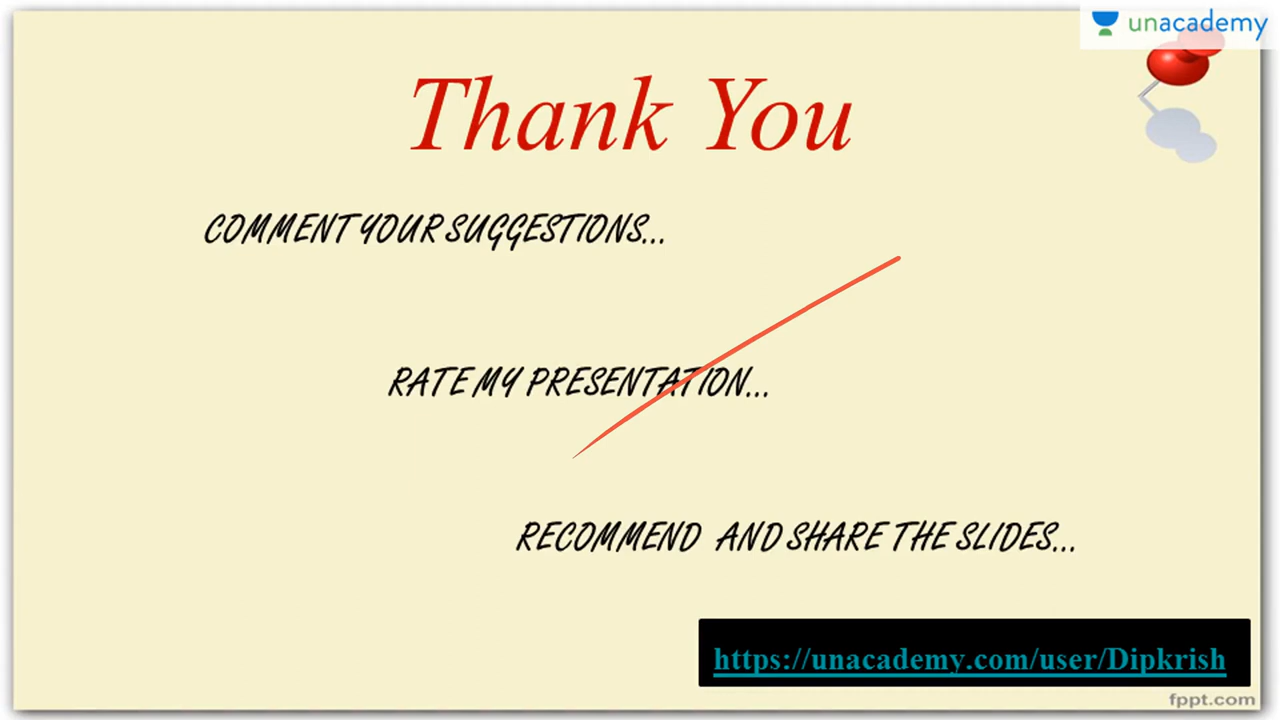 unacademy
Thank You
COMMENT YOUR SUGGESTIONS...
RATE MY PRESENTATION...
RECOMMEND AND SHARE THE SLIDES...
https://unacademy.com/user/Dipkrish
fppt.com